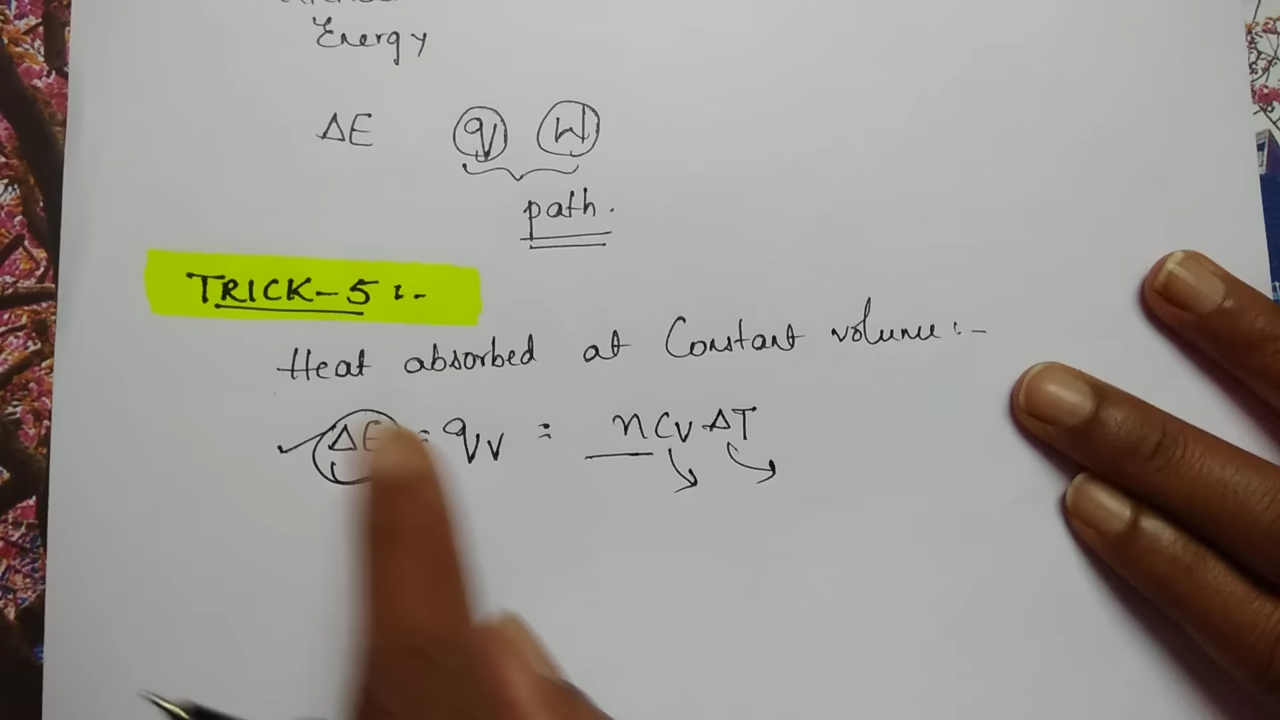 Energy
ΔE q W
path.
TRICK-5:-
Heat absorbed at Constant volume:-
ΔE = qv = nCvΔT